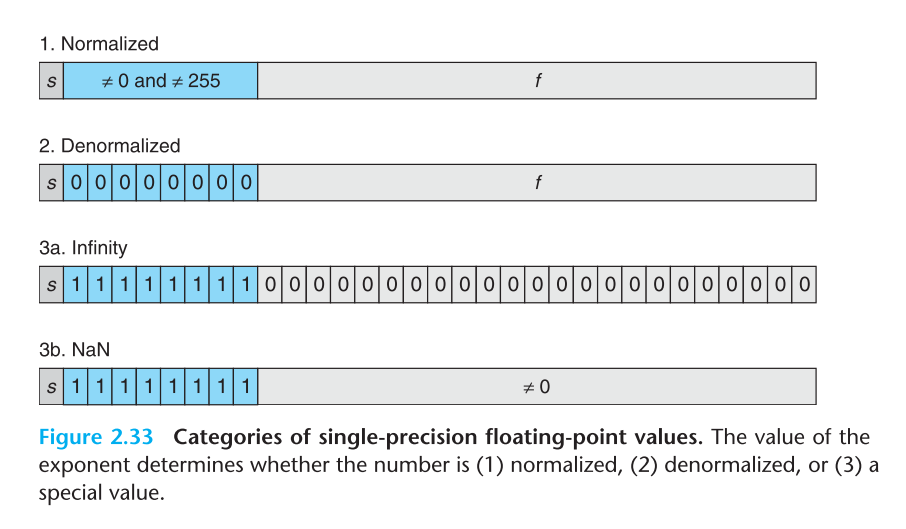 1. Normalized
s ≠ 0 and ≠ 255 f
2. Denormalized
s 0 0 0 0 0 0 0 0 f
3a. Infinity
s 1 1 1 1 1 1 1 1 0 0 0 0 0 0 0 0 0 0 0 0 0 0 0 0 0 0 0 0 0 0 0
3b. NaN
s 1 1 1 1 1 1 1 1 ≠ 0
Figure 2.33 Categories of single-precision floating-point values. The value of the
exponent determines whether the number is (1) normalized, (2) denormalized, or (3) a
special value.